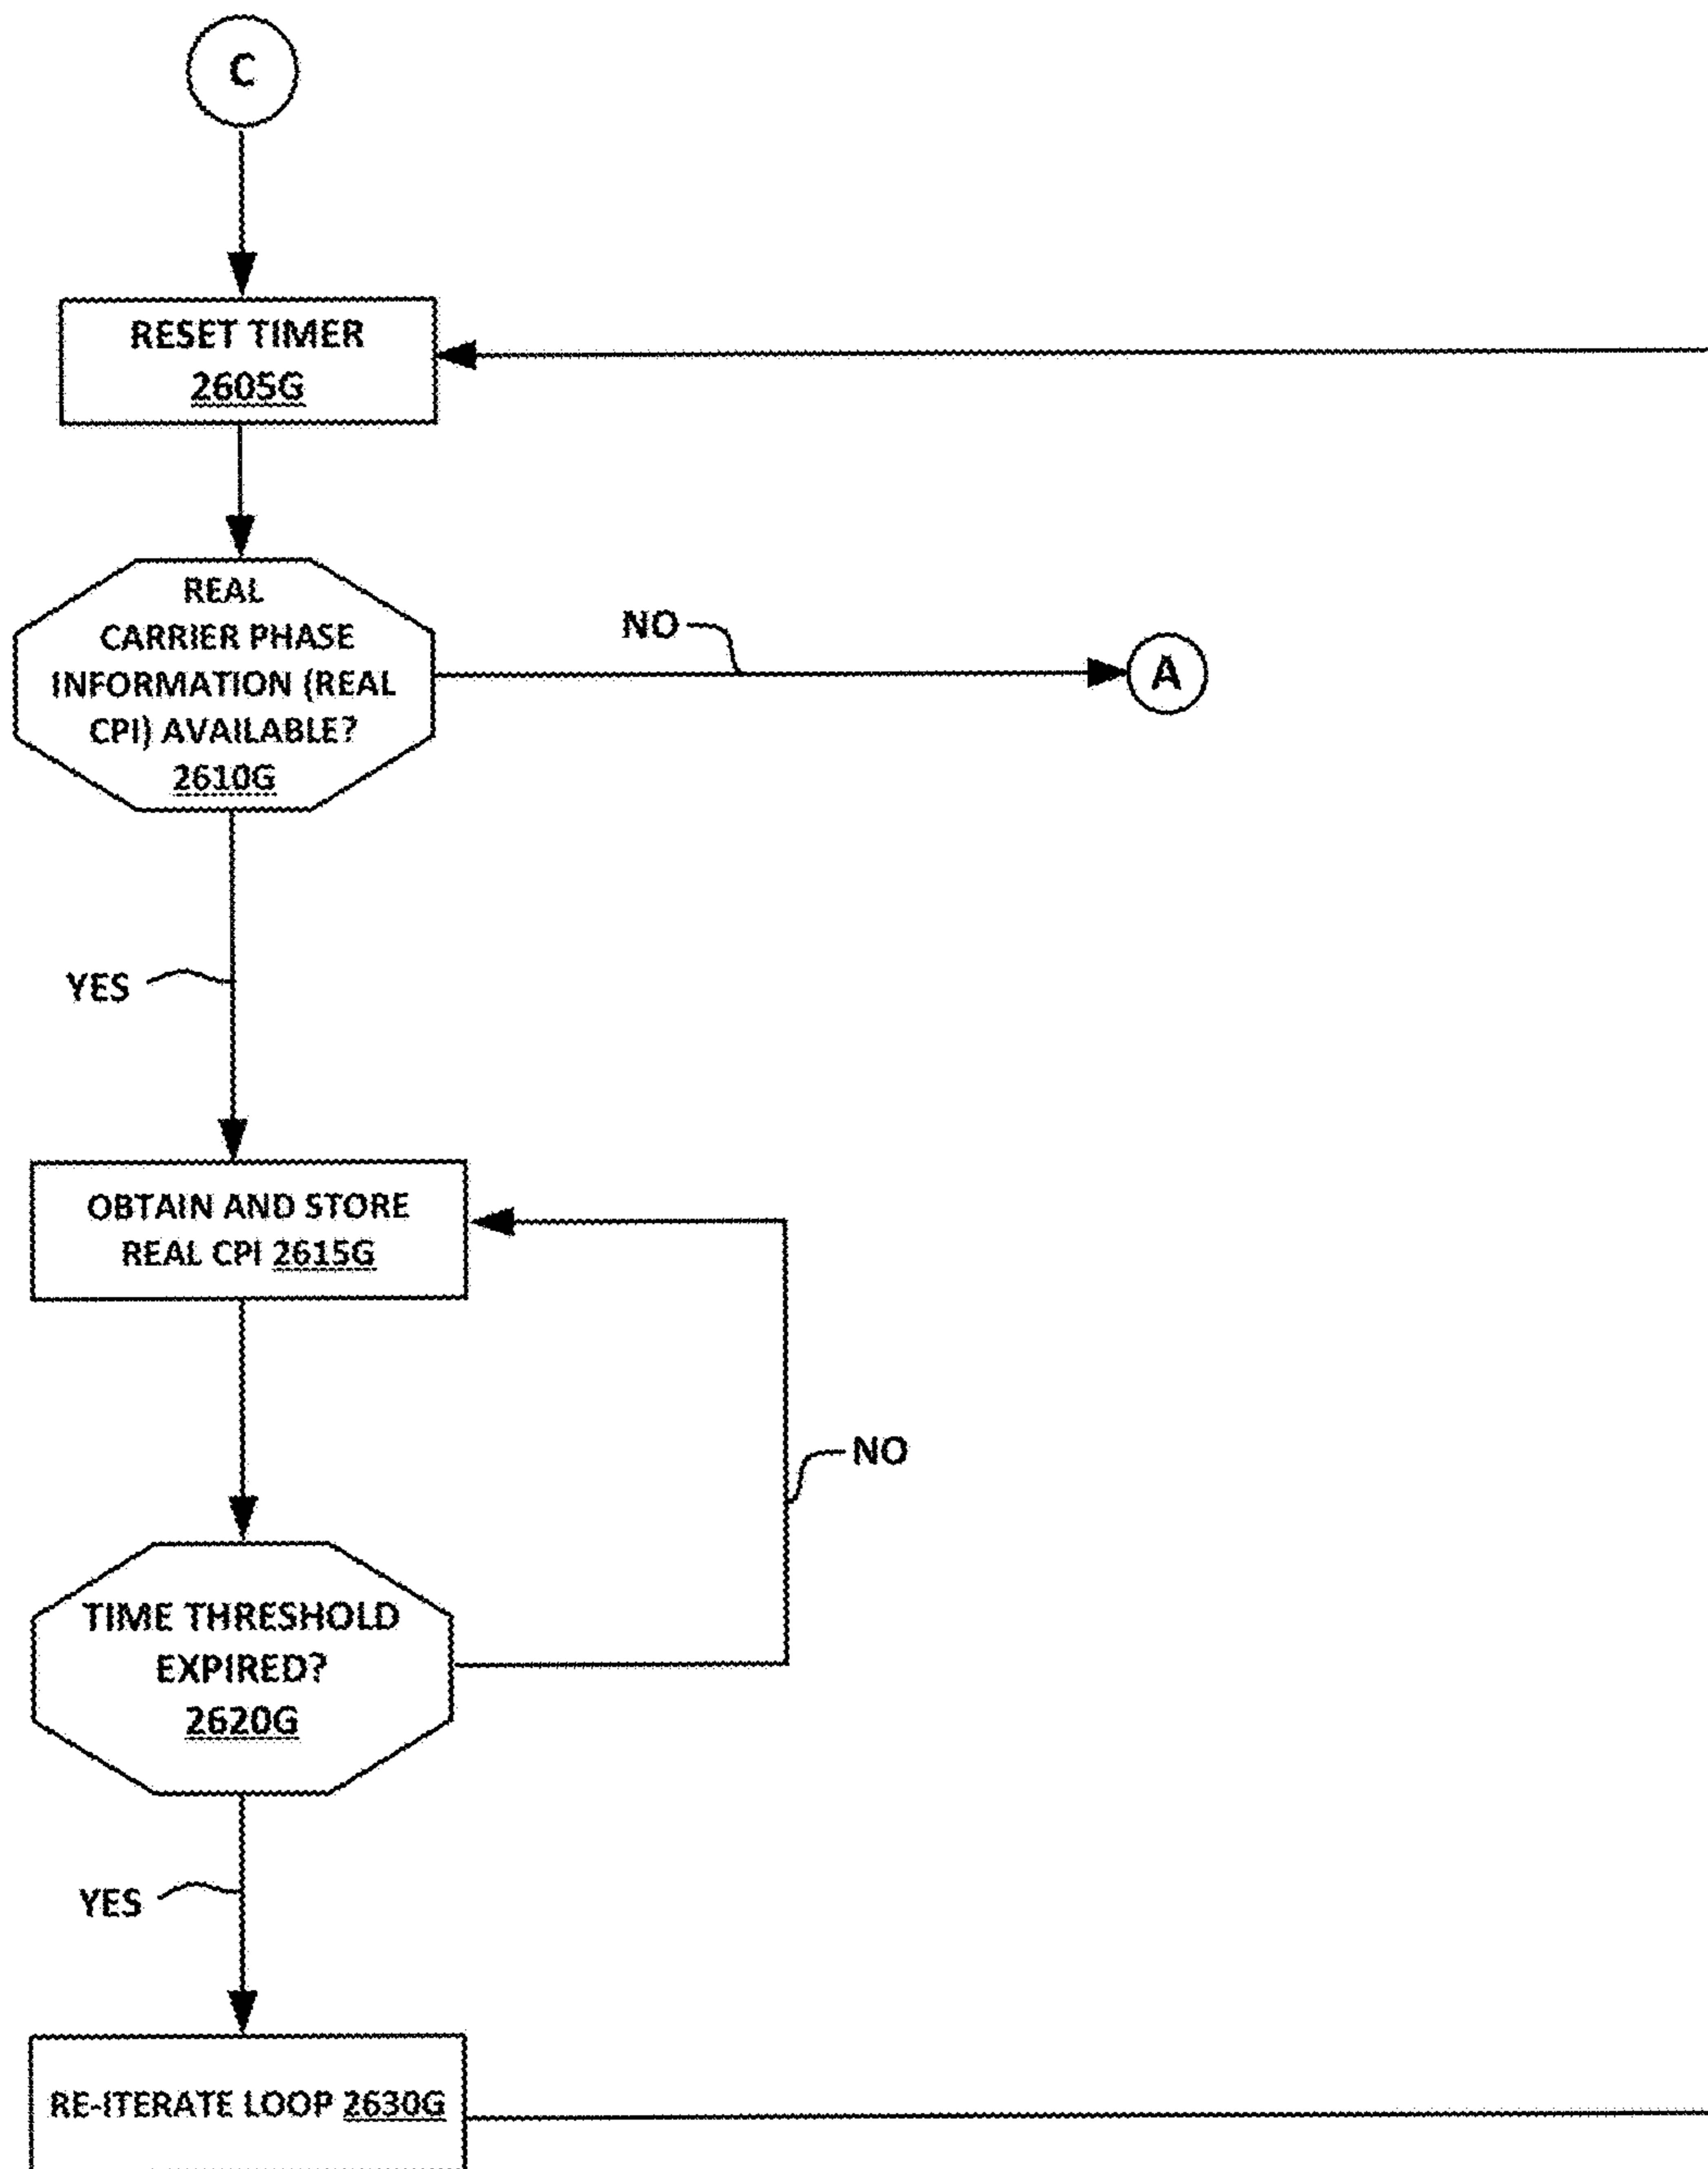 C
RESET TIMER
2605G
REAL
CARRIER PHASE
INFORMATION (REAL
CPI) AVAILABLE?
2610G
NO
A
YES
OBTAIN AND STORE
REAL CPI 2615G
NO
TIME THRESHOLD
EXPIRED?
2620G
YES
RE-ITERATE LOOP 2630G